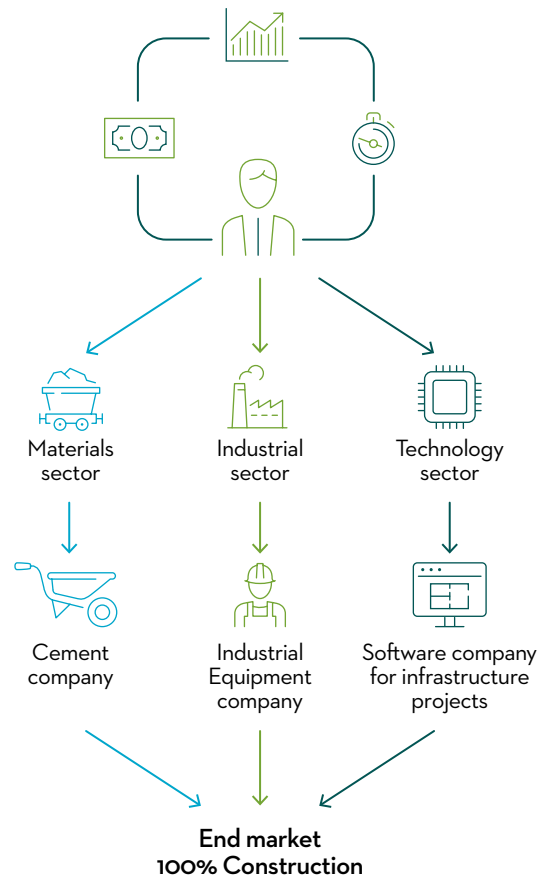 Materials
sector
Industrial
sector
Technology
sector
Cement
company
Industrial
Equipment
company
Software company
for infrastructure
projects
End market
100% Construction